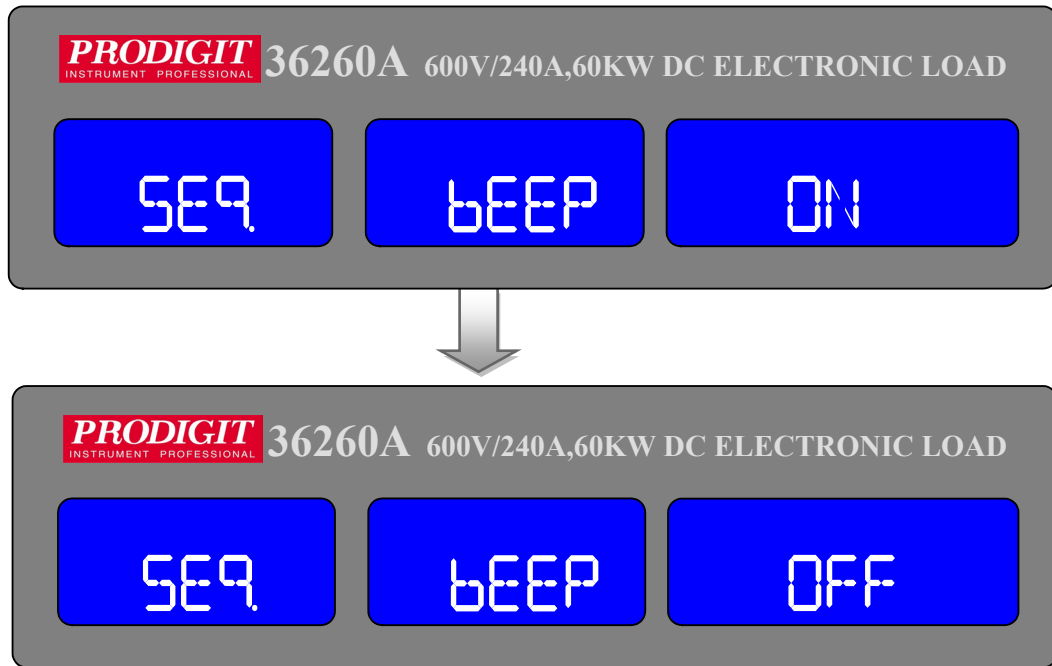 PRODIGIT
INSTRUMENT PROFESSIONAL
36260A 600V/240A,60KW DC ELECTRONIC LOAD
SEq. bEEP ON
PRODIGIT
INSTRUMENT PROFESSIONAL
36260A 600V/240A,60KW DC ELECTRONIC LOAD
SEq. bEEP OFF